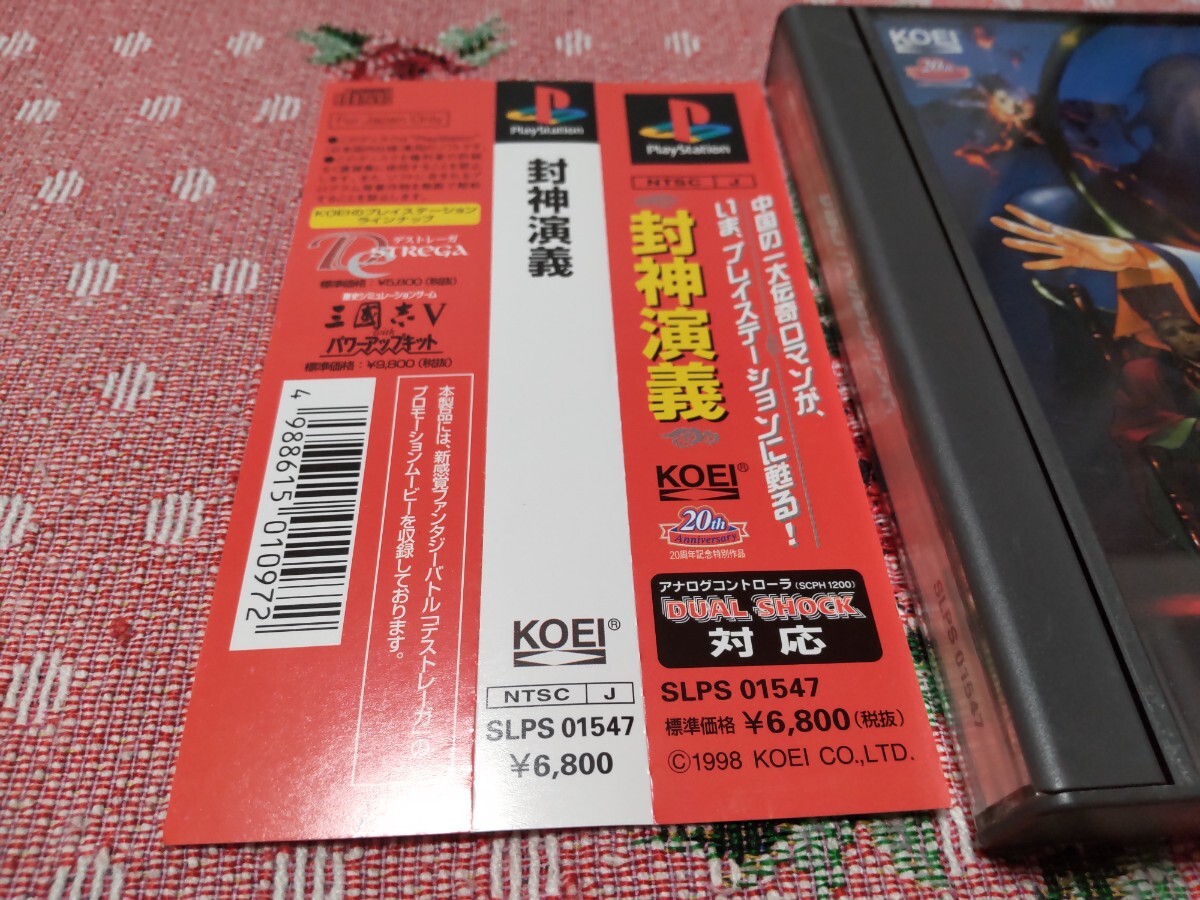 For Japan Only
KOEIのプレイステーション
ラインナップ
デストレーガ
DESTREGA
標準価格:¥5,800(税抜)
歴史シミュレーションゲーム
三國志V
with
パワーアップキット
標準価格:¥9,800(税抜)
本製品には、新感覚ファンタジーバトル「デストレーガ」の
プロモーションムービーを収録しております。
4 988615 010972
PlayStation
封神演義
KOEI®
NTSC J
SLPS 01547
¥6,800
PlayStation
NTSC J
中国の一大伝奇ロマンが、
いま、プレイステーションに甦る!
封神演義
KOEI®
20th
Anniversary
20周年記念特別作品
アナログコントローラ(SCPH 1200)
DUAL SHOCK
対応
SLPS 01547
標準価格 ¥6,800(税抜)
©1998 KOEI CO.,LTD.
KOEI
20th
SLPS 01547